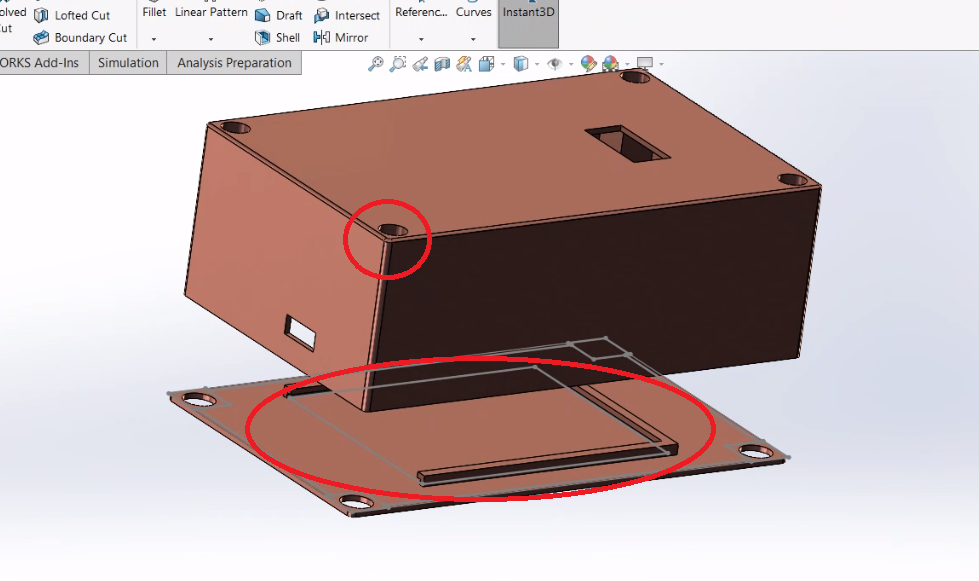 olved Lofted Cut Fillet Linear Pattern Draft Intersect Referenc... Curves Instant3D
ut Boundary Cut Shell Mirror
ORKS Add-Ins Simulation Analysis Preparation